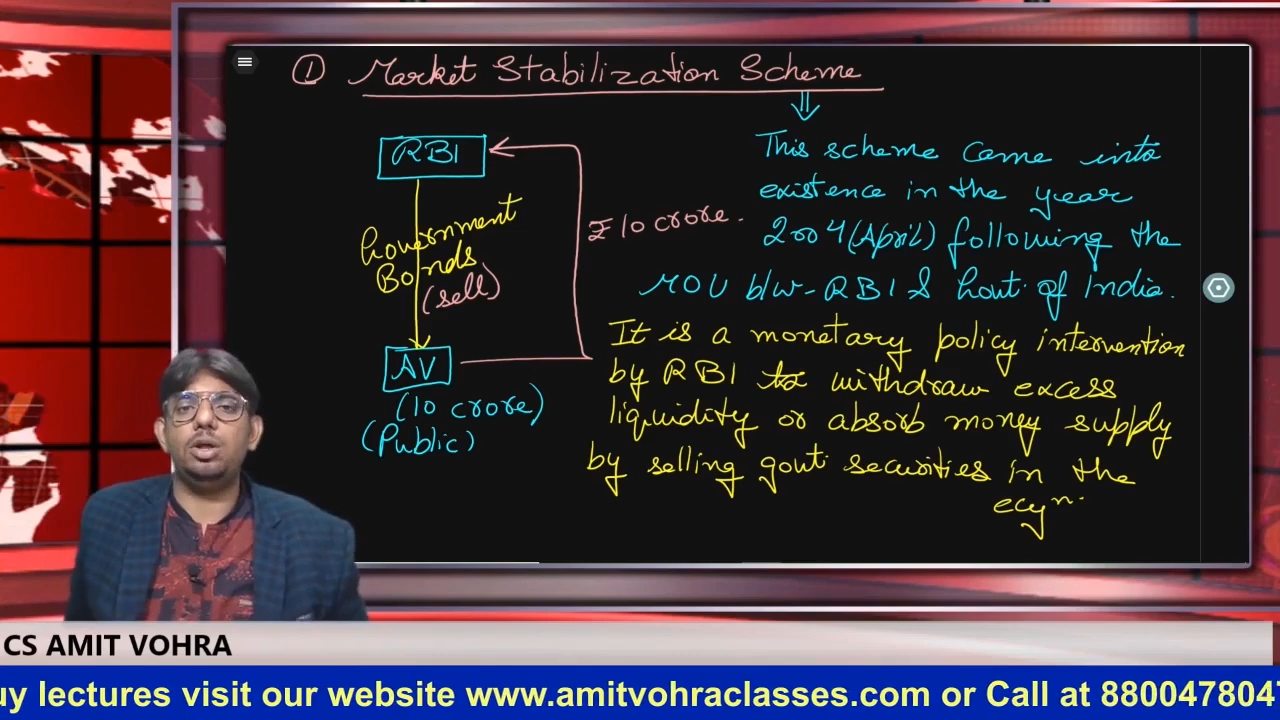 ① Market Stabilization Scheme
⇓
RBI
Government
Bonds
(sell)
AV
(10 crore)
(Public)
₹10 crore.
This scheme came into
existence in the year
2004 (April) following the
MOU b/w RBI & Govt. of India.
It is a monetary policy intervention
by RBI to withdraw excess
liquidity or absorb money supply
by selling govt securities in the
ecyⁿ.
CS AMIT VOHRA
uy lectures visit our website www.amitvohraclasses.com or Call at 8800478047